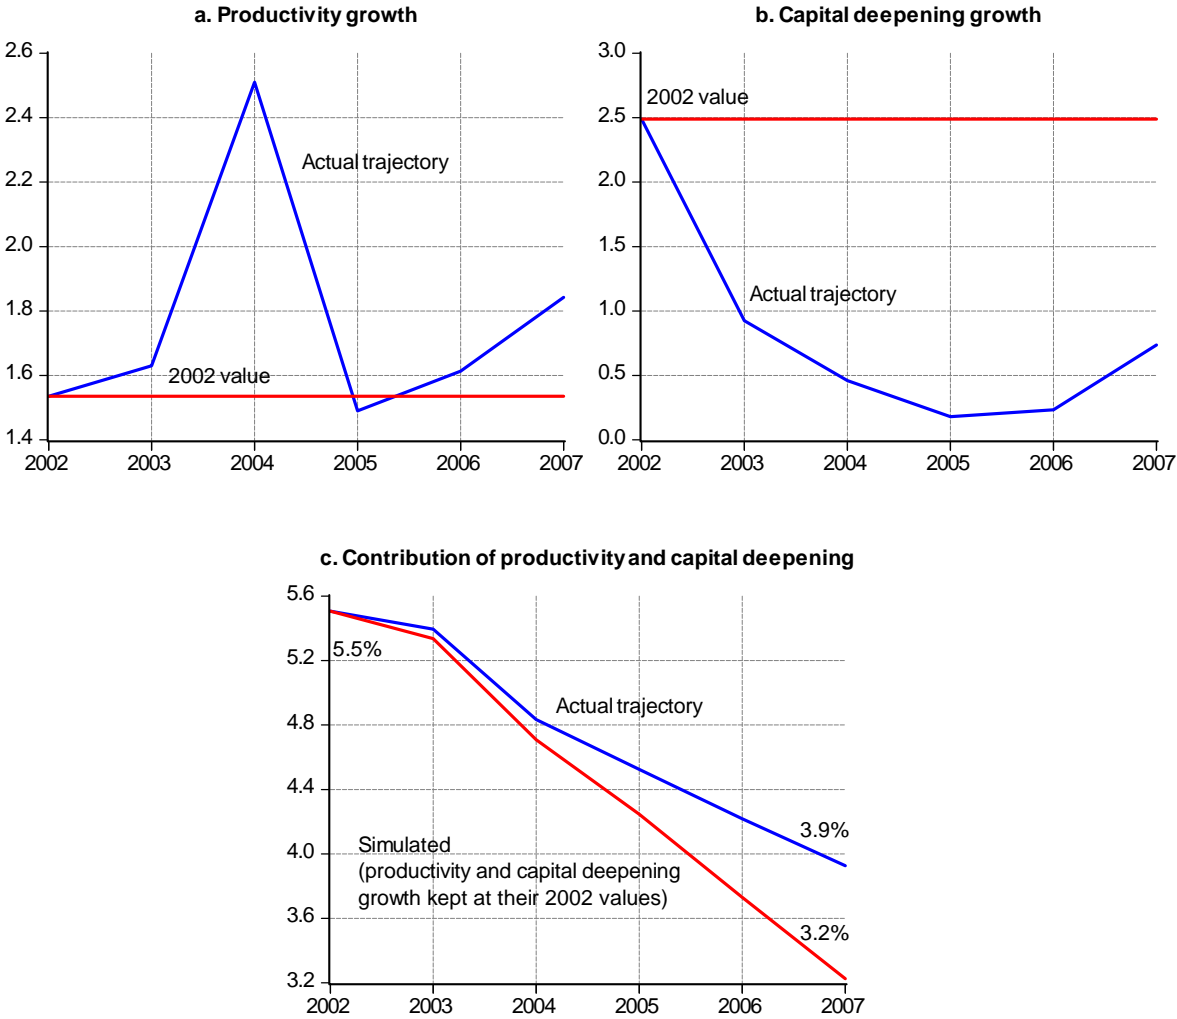 a. Productivity growth
2.6
2.4
2.2
2.0
1.8
1.6
1.4
Actual trajectory
2002 value
2002 2003 2004 2005 2006 2007
b. Capital deepening growth
3.0
2.5
2.0
1.5
1.0
0.5
0.0
2002 value
Actual trajectory
2002 2003 2004 2005 2006 2007
c. Contribution of productivity and capital deepening
5.6
5.2
4.8
4.4
4.0
3.6
3.2
5.5%
Actual trajectory
3.9%
Simulated
(productivity and capital deepening
growth kept at their 2002 values)
3.2%
2002 2003 2004 2005 2006 2007